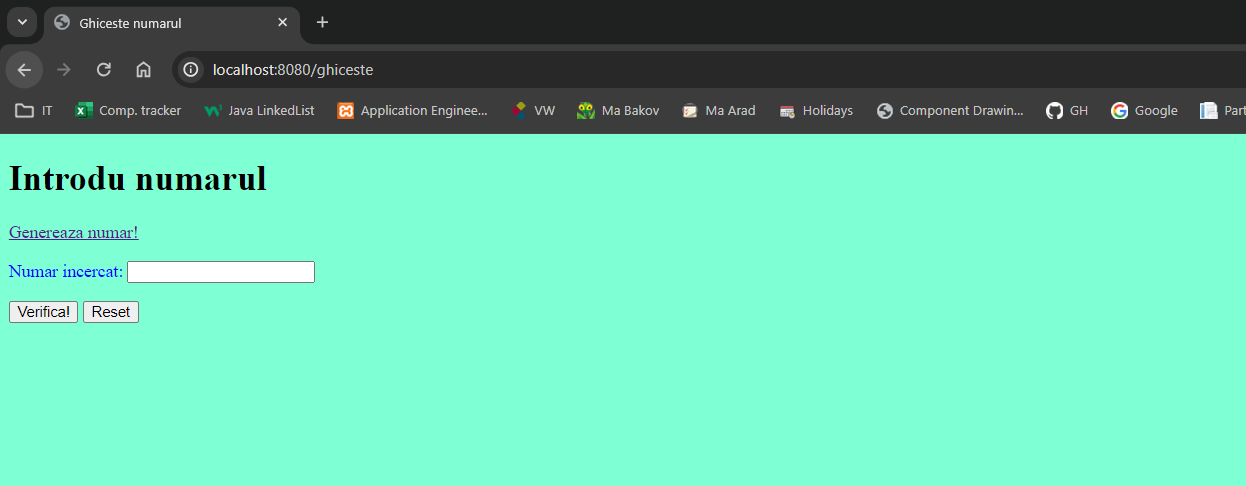 Ghiceste numarul
localhost:8080/ghiceste
IT Comp. tracker Java LinkedList Application Enginee... VW Ma Bakov Ma Arad Holidays Component Drawin... GH Google Part
Introdu numarul
Genereaza numar!
Numar incercat:
Verifica! Reset